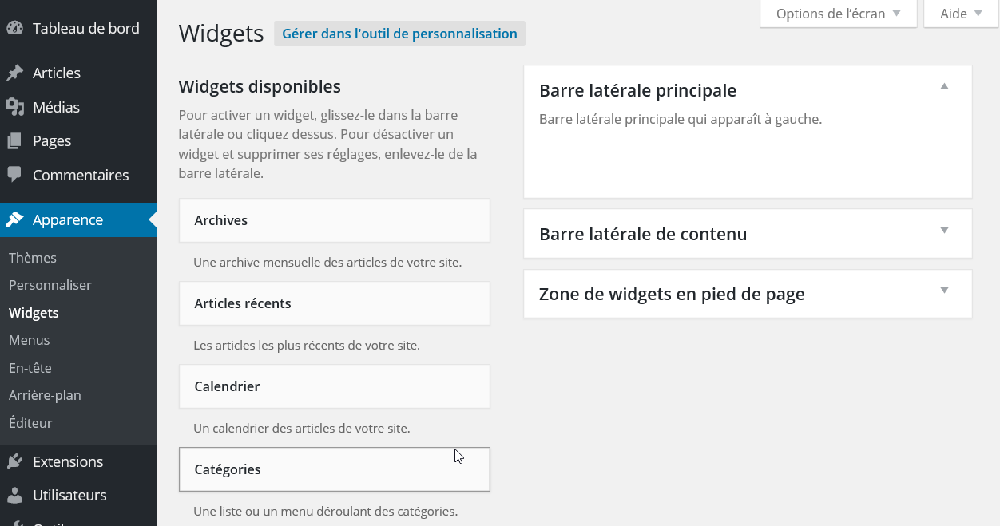 Tableau de bord
Articles
Médias
Pages
Commentaires
Apparence
Thèmes
Personnaliser
Widgets
Menus
En-tête
Arrière-plan
Éditeur
Extensions
Utilisateurs
Options de l’écran
Aide
Widgets
Gérer dans l'outil de personnalisation
Widgets disponibles
Pour activer un widget, glissez-le dans la barre
latérale ou cliquez dessus. Pour désactiver un
widget et supprimer ses réglages, enlevez-le de la
barre latérale.
Archives
Une archive mensuelle des articles de votre site.
Articles récents
Les articles les plus récents de votre site.
Calendrier
Un calendrier des articles de votre site.
Catégories
Une liste ou un menu déroulant des catégories.
Barre latérale principale
Barre latérale principale qui apparaît à gauche.
Barre latérale de contenu
Zone de widgets en pied de page